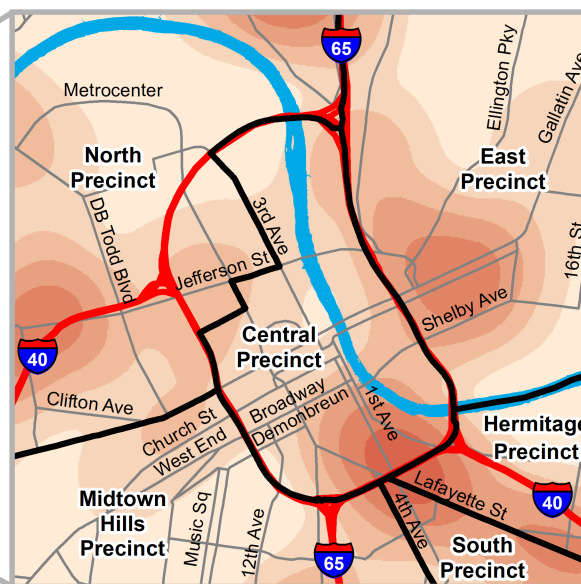 65
Ellington Pky
Gallatin Ave
Metrocenter
North
Precinct
East
Precinct
DB Todd Blvd
3rd Ave
16th St
Jefferson St
Shelby Ave
Central
Precinct
40
Clifton Ave
Broadway
Demonbreun
1st Ave
Church St
West End
Hermitage
Precinct
Midtown
Hills
Precinct
Music Sq
12th Ave
4th Ave
Lafayette St
40
South
Precinct
65